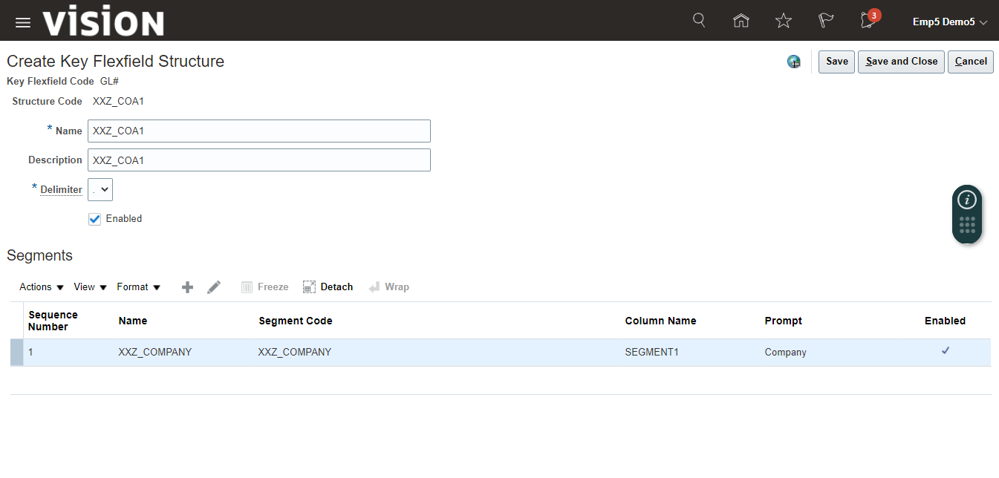 vision
3
Emp5 Demo5
Create Key Flexfield Structure
Save
Save and Close
Cancel
Key Flexfield Code GL#
Structure Code XXZ_COA1
* Name XXZ_COA1
Description XXZ_COA1
* Delimiter .
Enabled
i
Segments
Actions View Format Freeze Detach Wrap
Sequence Number Name Segment Code Column Name Prompt Enabled
1 XXZ_COMPANY XXZ_COMPANY SEGMENT1 Company